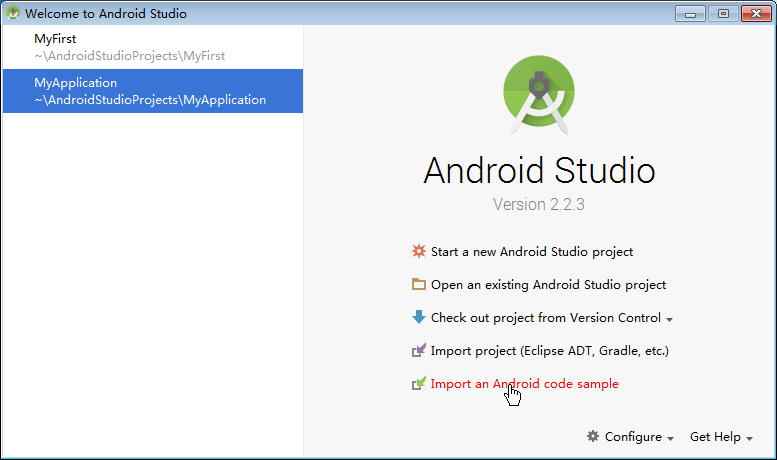 Welcome to Android Studio
MyFirst
~\AndroidStudioProjects\MyFirst
MyApplication
~\AndroidStudioProjects\MyApplication
Android Studio
Version 2.2.3
Start a new Android Studio project
Open an existing Android Studio project
Check out project from Version Control
Import project (Eclipse ADT, Gradle, etc.)
Import an Android code sample
Configure
Get Help